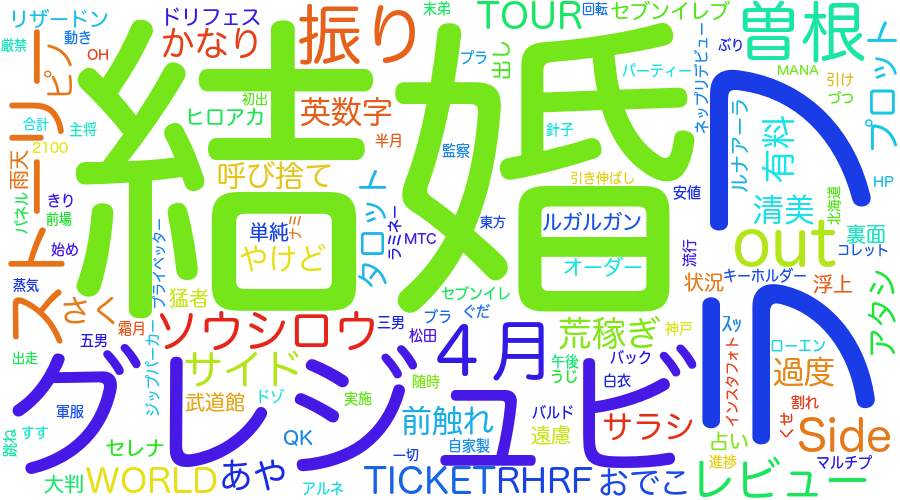 リザードン
ドリフェス
末弟
TOUR
回転
セブンイレブ
厳禁
動き
OH
ピノ
かなり
振り
プラ
出し
パーティー
ネップリデビュー
ぶり
曽根
MANA
引け
づつ
プロット
ストーリー
合計
主将
2100
初出
ヒロアカ
英数字
結婚
半月
監察
針子
ルナアーラ
有料
HP
雨天
呼び捨て
引き伸ばし
安値
パネル
きり
前場
単純
ナミ
タロット
ラミネー
MTC
東方
ルガルガン
清美
北海道
始め
やけど
オーダー
流行
out
裏面
コレット
蒸気
プライベッター
猛者
セブンイレ
状況
キーホルダー
浮上
アタシ
さく
霜月
ソウシロウ
三男
ブラ
ぐだ
荒稼ぎ
神戸
インスタフォト
ｽｯ
ローエン
出走
五男
ジップパーカー
サイド
松田
４月
午後
うじ
バック
過度
グレジュビ
軍服
武道館
ドゾ
実施
随時
白衣
割れ
くせ
跳ね
すす
セレナ
QK
前触れ
自家製
バルド
遠慮
サラシ
占い
Side
進捗
マルチプ
大判
WORLD
あや
アルネ
一切
TICKET
RHRF
おでこ
レビュー